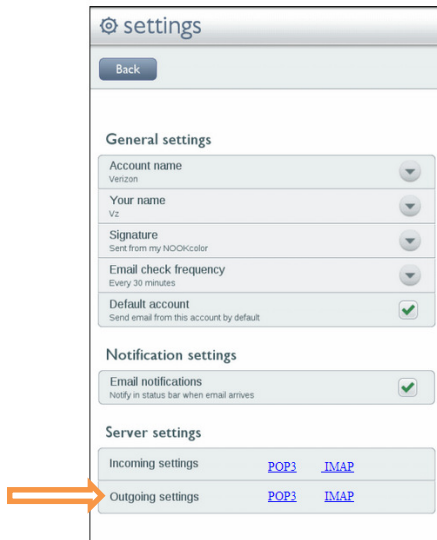 settings
Back
General settings
Account name
Verizon
Your name
Vz
Signature
Sent from my NOOKcolor
Email check frequency
Every 30 minutes
Default account
Send email from this account by default
Notification settings
Email notifications
Notify in status bar when email arrives
Server settings
Incoming settings POP3 IMAP
Outgoing settings POP3 IMAP